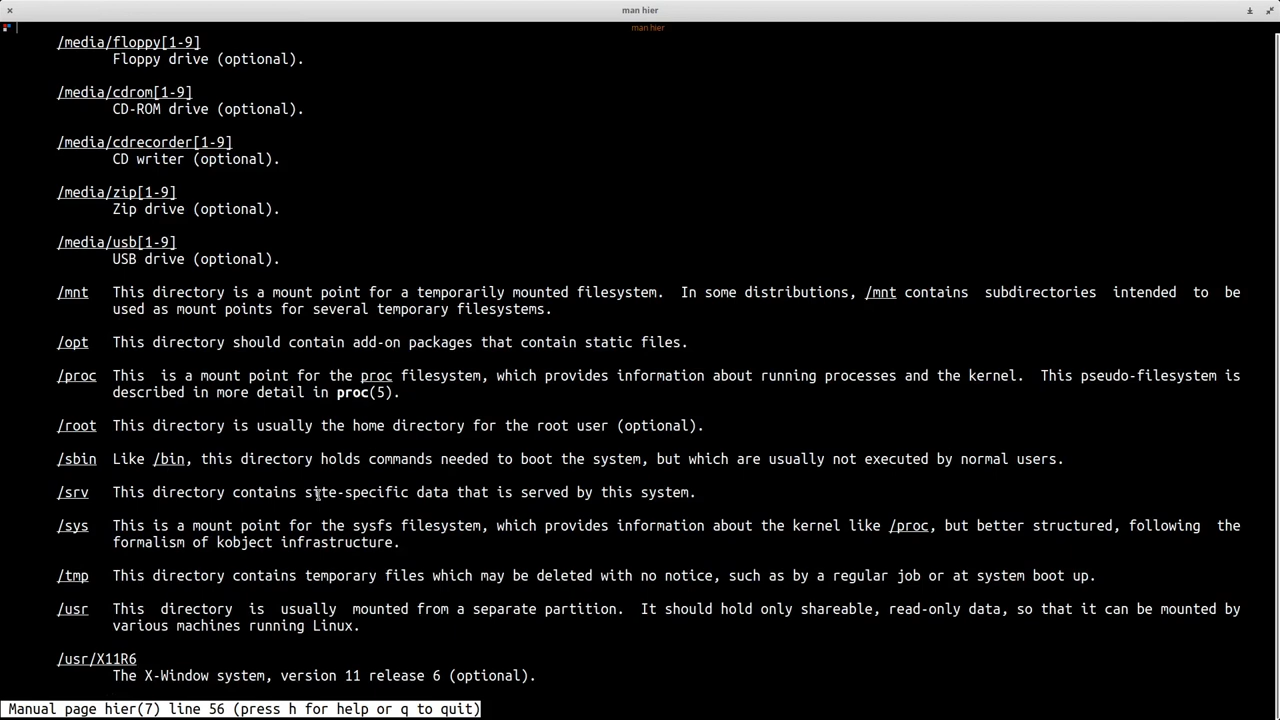 man hier
man hier
/media/floppy[1-9]
Floppy drive (optional).
/media/cdrom[1-9]
CD-ROM drive (optional).
/media/cdrecorder[1-9]
CD writer (optional).
/media/zip[1-9]
Zip drive (optional).
/media/usb[1-9]
USB drive (optional).
/mnt This directory is a mount point for a temporarily mounted filesystem. In some distributions, /mnt contains subdirectories intended to be
used as mount points for several temporary filesystems.
/opt This directory should contain add-on packages that contain static files.
/proc This is a mount point for the proc filesystem, which provides information about running processes and the kernel. This pseudo-filesystem is
described in more detail in proc(5).
/root This directory is usually the home directory for the root user (optional).
/sbin Like /bin, this directory holds commands needed to boot the system, but which are usually not executed by normal users.
/srv This directory contains site-specific data that is served by this system.
/sys This is a mount point for the sysfs filesystem, which provides information about the kernel like /proc, but better structured, following the
formalism of kobject infrastructure.
/tmp This directory contains temporary files which may be deleted with no notice, such as by a regular job or at system boot up.
/usr This directory is usually mounted from a separate partition. It should hold only shareable, read-only data, so that it can be mounted by
various machines running Linux.
/usr/X11R6
The X-Window system, version 11 release 6 (optional).
Manual page hier(7) line 56 (press h for help or q to quit)